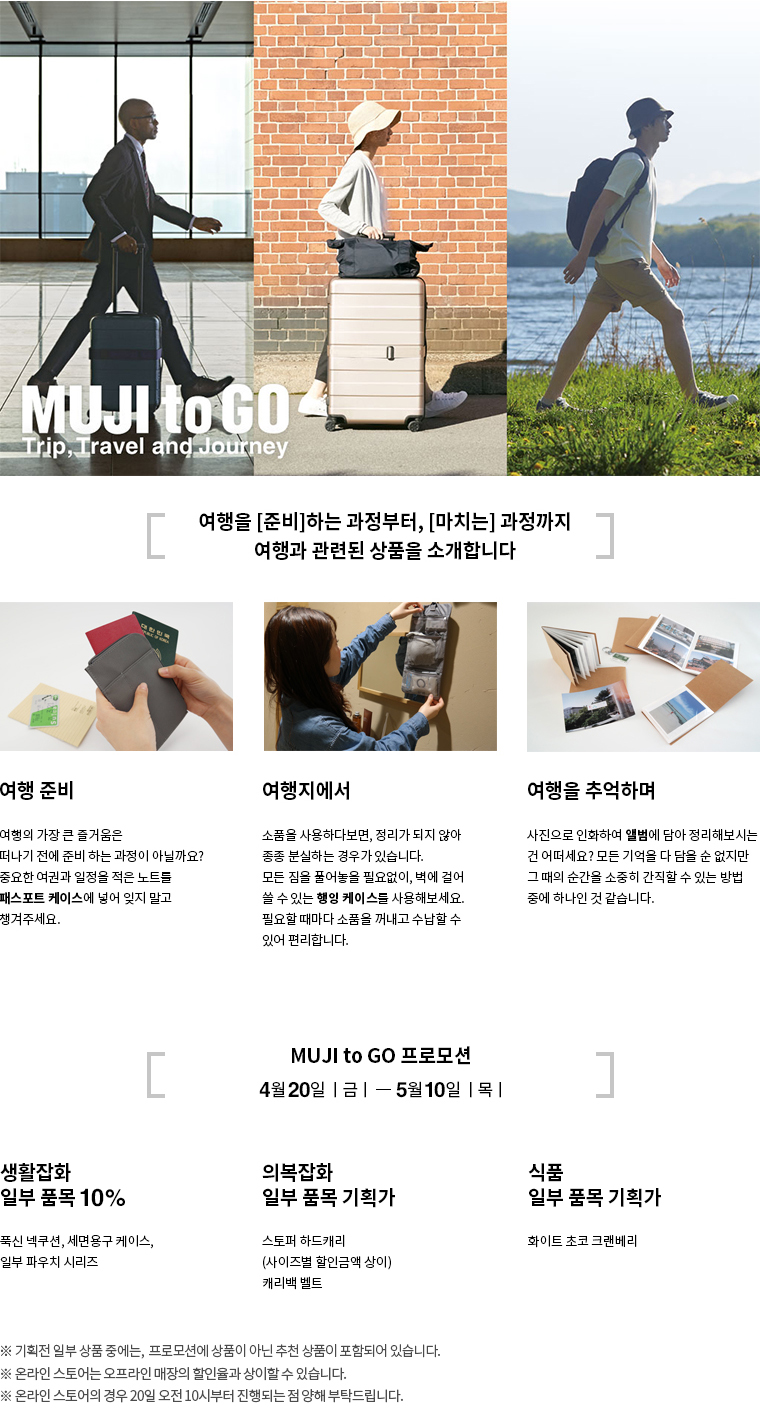 MUJI to GO
Trip, Travel and Journey
여행을 [준비]하는 과정부터, [마치는] 과정까지
여행과 관련된 상품을 소개합니다
대한민국
REPUBLIC OF KOREA
여행 준비
여행의 가장 큰 즐거움은
떠나기 전에 준비 하는 과정이 아닐까요?
중요한 여권과 일정을 적은 노트를
패스포트 케이스에 넣어 잊지 말고
챙겨주세요.
여행지에서
소품을 사용하다보면, 정리가 되지 않아
종종 분실하는 경우가 있습니다.
모든 짐을 풀어놓을 필요없이, 벽에 걸어
쓸 수 있는 행잉 케이스를 사용해보세요.
필요할 때마다 소품을 꺼내고 수납할 수
있어 편리합니다.
여행을 추억하며
사진으로 인화하여 앨범에 담아 정리해보시는
건 어떠세요? 모든 기억을 다 담을 순 없지만
그 때의 순간을 소중히 간직할 수 있는 방법
중에 하나인 것 같습니다.
MUJI to GO 프로모션
4월20일ㅣ금ㅣ— 5월10일ㅣ목ㅣ
생활잡화
일부 품목 10%
푹신 넥쿠션, 세면용구 케이스,
일부 파우치 시리즈
의복잡화
일부 품목 기획가
스토퍼 하드캐리
(사이즈별 할인금액 상이)
캐리백 벨트
식품
일부 품목 기획가
화이트 초코 크랜베리
※ 기획전 일부 상품 중에는, 프로모션에 상품이 아닌 추천 상품이 포함되어 있습니다.
※ 온라인 스토어는 오프라인 매장의 할인율과 상이할 수 있습니다.
※ 온라인 스토어의 경우 20일 오전 10시부터 진행되는 점 양해 부탁드립니다.